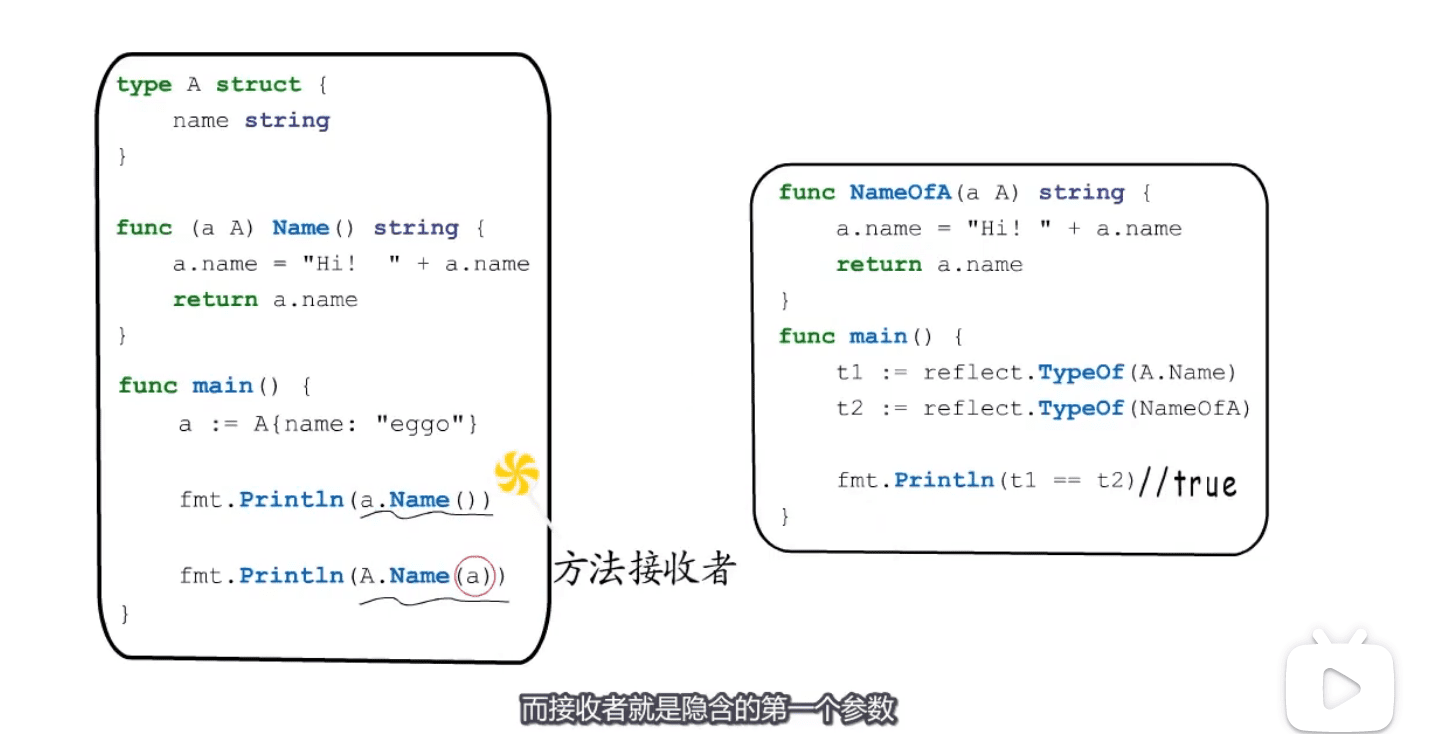 type A struct {
name string
}
func (a A) Name() string {
a.name = "Hi!  " + a.name
return a.name
}
func main() {
a := A{name: "eggo"}
fmt.Println(a.Name())
fmt.Println(A.Name(a))
}
方法接收者
func NameOfA(a A) string {
a.name = "Hi! " + a.name
return a.name
}
func main() {
t1 := reflect.TypeOf(A.Name)
t2 := reflect.TypeOf(NameOfA)
fmt.Println(t1 == t2)//true
}
而接收者就是隐含的第一个参数